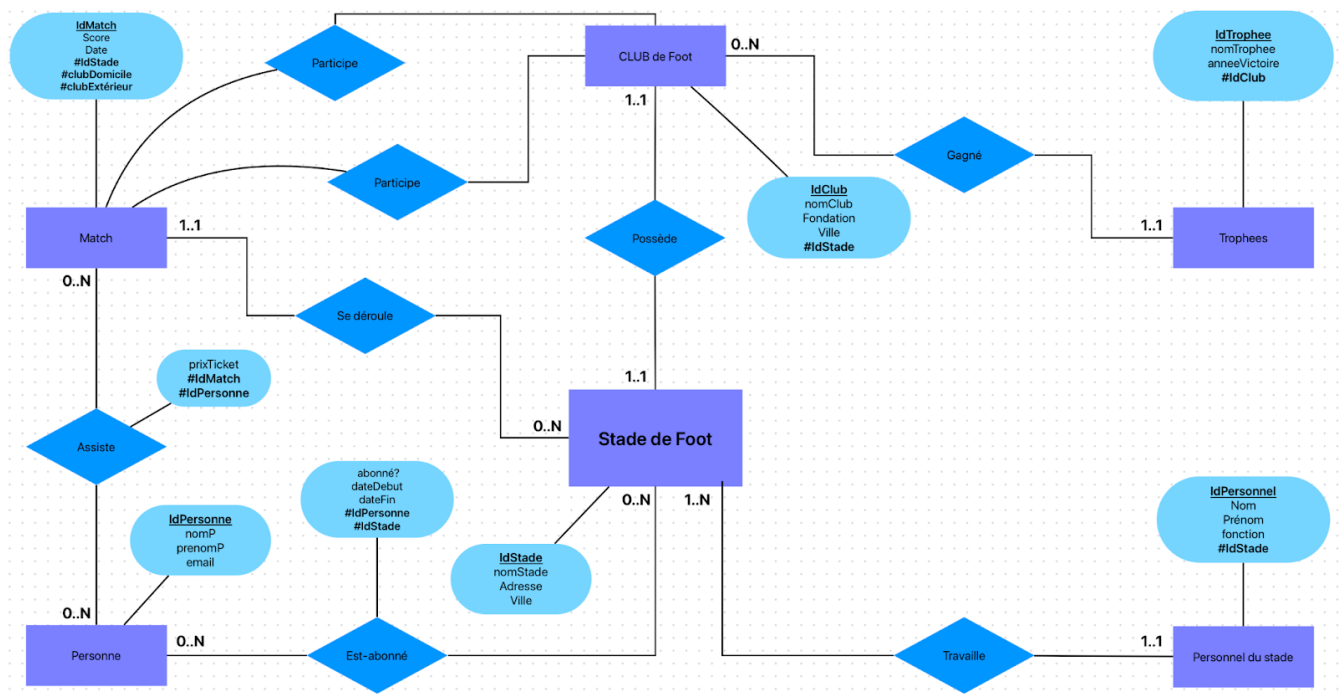 IdMatch
Score
Date
#IdStade
#clubDomicile
#clubExtérieur
Participe
CLUB de Foot
0..N
1..1
IdTrophee
nomTrophee
anneeVictoire
#IdClub
Participe
Gagné
IdClub
nomClub
Fondation
Ville
#IdStade
Match
1..1
0..N
Possède
1..1
Trophees
Se déroule
prixTicket
#IdMatch
#IdPersonne
1..1
0..N
Stade de Foot
Assiste
abonné?
dateDebut
dateFin
#IdPersonne
#IdStade
0..N
1..N
IdPersonne
nomP
prenomP
email
IdStade
nomStade
Adresse
Ville
IdPersonnel
Nom
Prénom
fonction
#IdStade
0..N
Personne
0..N
Est-abonné
Travaille
1..1
Personnel du stade